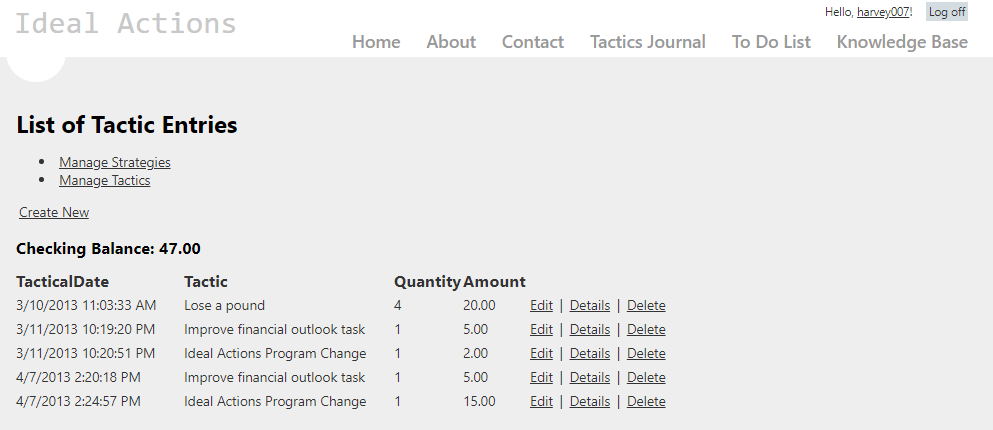 Ideal Actions
Hello, harvey007! Log off
Home About Contact Tactics Journal To Do List Knowledge Base
List of Tactic Entries
Manage Strategies
Manage Tactics
Create New
Checking Balance: 47.00
TacticalDate Tactic Quantity Amount
3/10/2013 11:03:33 AM Lose a pound 4 20.00 Edit | Details | Delete
3/11/2013 10:19:20 PM Improve financial outlook task 1 5.00 Edit | Details | Delete
3/11/2013 10:20:51 PM Ideal Actions Program Change 1 2.00 Edit | Details | Delete
4/7/2013 2:20:18 PM Improve financial outlook task 1 5.00 Edit | Details | Delete
4/7/2013 2:24:57 PM Ideal Actions Program Change 1 15.00 Edit | Details | Delete